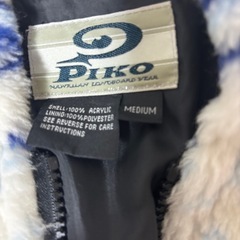 PIKO
HAWAIIAN LONGBOARD WEAR
SHELL:100% ACRYLIC
LINING:100%POLYESTER
SEE REVERSE FOR CARE
INSTRUCTIONS
MEDIUM